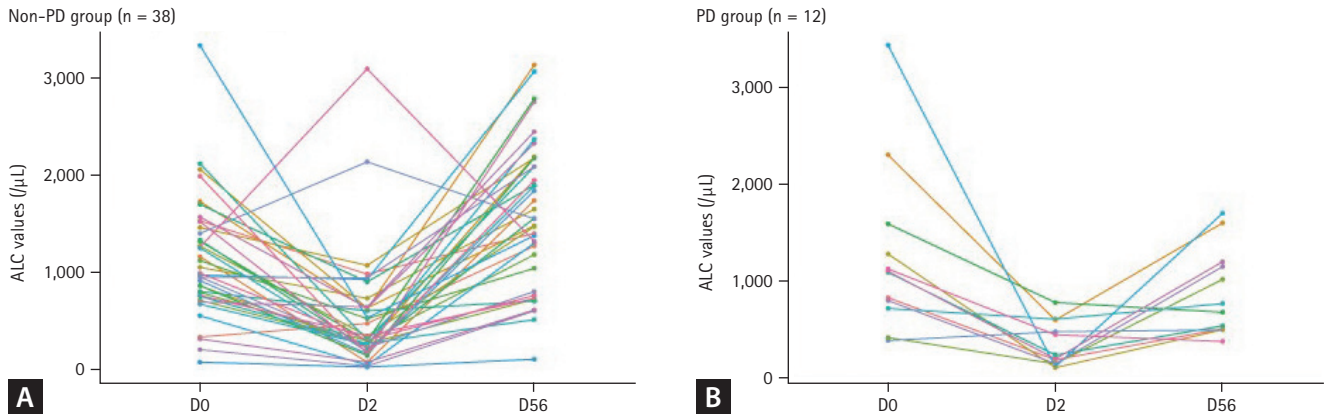 Non-PD group (n = 38)
ALC values (/μL)
3,000
2,000
1,000
0
D0 D2 D56
A
PD group (n = 12)
ALC values (/μL)
3,000
2,000
1,000
0
D0 D2 D56
B